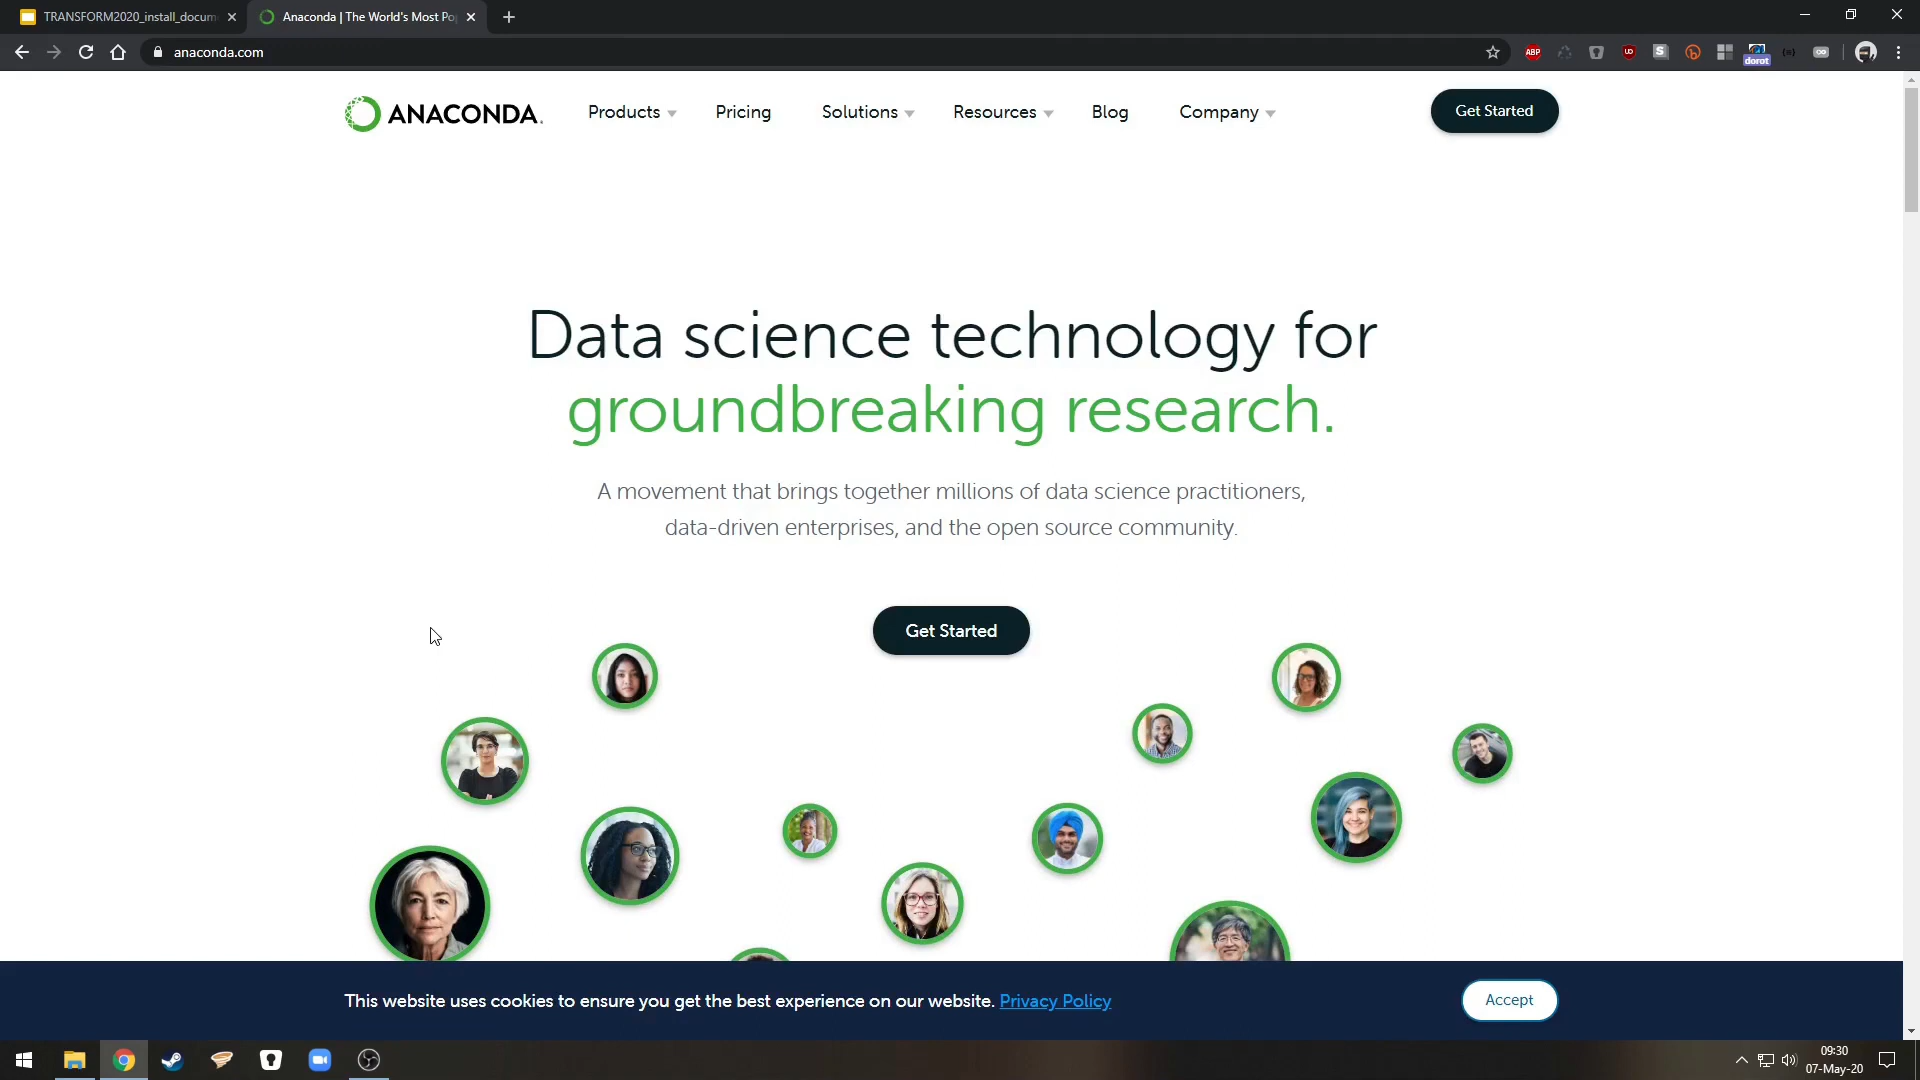 TRANSFORM2020_install_docum
Anaconda | The World's Most Po
anaconda.com
ABP
UD
S
dorot
ANACONDA.
Products
Pricing
Solutions
Resources
Blog
Company
Get Started
Data science technology for
groundbreaking research.
A movement that brings together millions of data science practitioners,
data-driven enterprises, and the open source community.
Get Started
This website uses cookies to ensure you get the best experience on our website. Privacy Policy
Accept
09:30
07-May-20